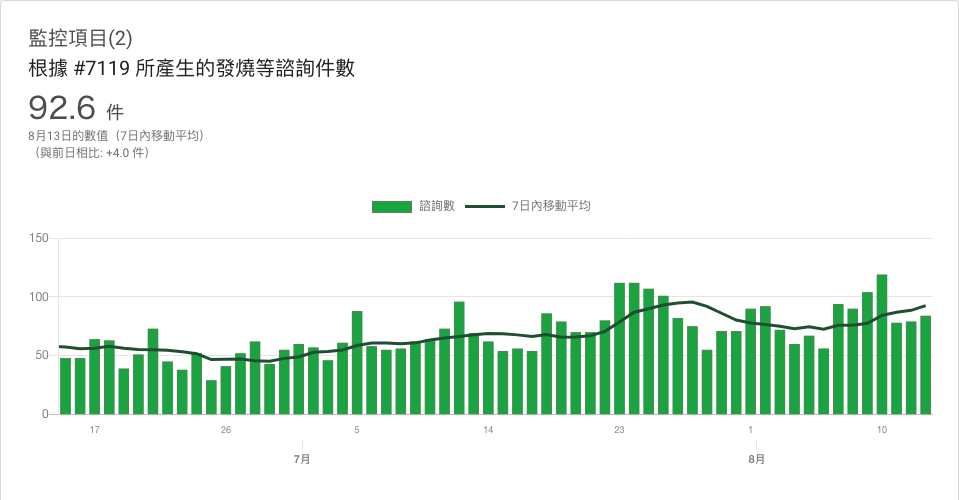 監控項目(2)
根據 #7119 所產生的發燒等諮詢件數
92.6 件
8月13日的數值（7日內移動平均）
（與前日相比: +4.0 件）
諮詢數 7日內移動平均
150
100
50
0
17 26 5 14 23 1 10
7月 8月